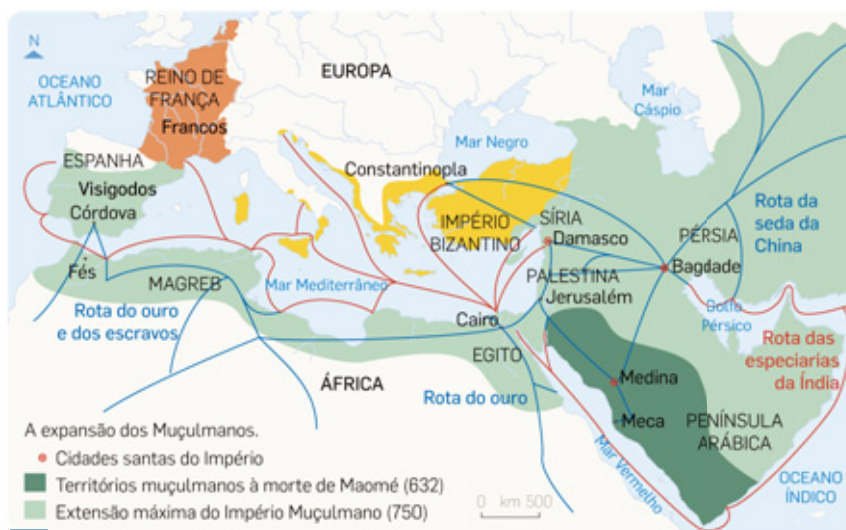 N
OCEANO
ATLÂNTICO
REINO DE
FRANÇA
Francos
EUROPA
Mar
Cáspio
Mar Negro
ESPANHA
Visigodos
Córdova
Constantinopla
IMPÉRIO
BIZANTINO
SÍRIA
Damasco
PÉRSIA
Bagdade
Rota da
seda da
China
Fés
MAGREB
Mar Mediterrâneo
PALESTINA
Jerusalém
Golfo
Pérsico
Rota do ouro
e dos escravos
Cairo
EGITO
Rota das
especiarias
da Índia
ÁFRICA
Rota do ouro
Medina
Meca
PENÍNSULA
ARÁBICA
Mar Vermelho
OCEANO
ÍNDICO
A expansão dos Muçulmanos.
Cidades santas do Império
Territórios muçulmanos à morte de Maomé (632)
Extensão máxima do Império Muçulmano (750)
0 km 500